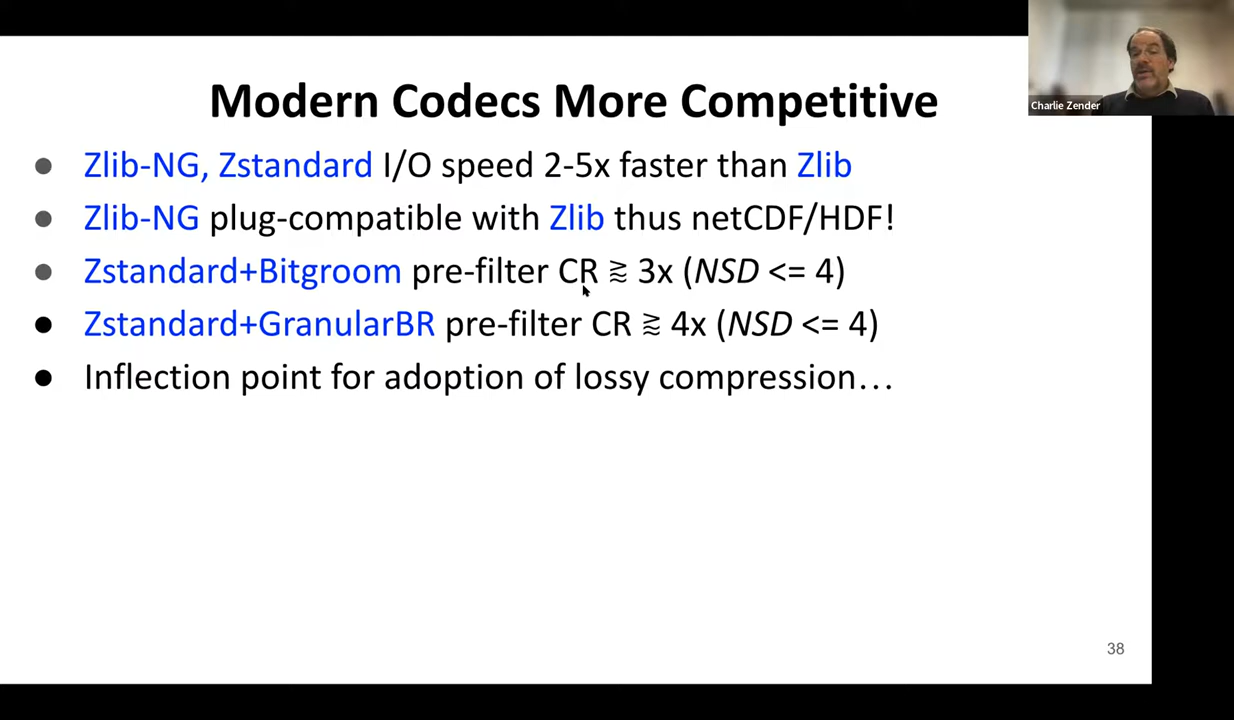 Modern Codecs More Competitive
Charlie Zender
● Zlib-NG, Zstandard I/O speed 2-5x faster than Zlib
● Zlib-NG plug-compatible with Zlib thus netCDF/HDF!
● Zstandard+Bitgroom pre-filter CR ⪞ 3x (NSD <= 4)
● Zstandard+GranularBR pre-filter CR ⪞ 4x (NSD <= 4)
● Inflection point for adoption of lossy compression…
38